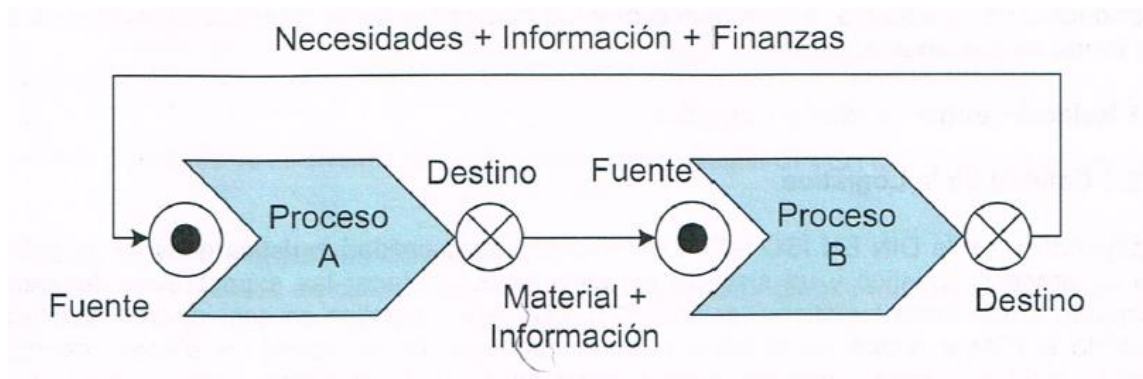 Necesidades + Información + Finanzas
Destino
Fuente
Proceso
A
Proceso
B
Fuente
Material +
Información
Destino